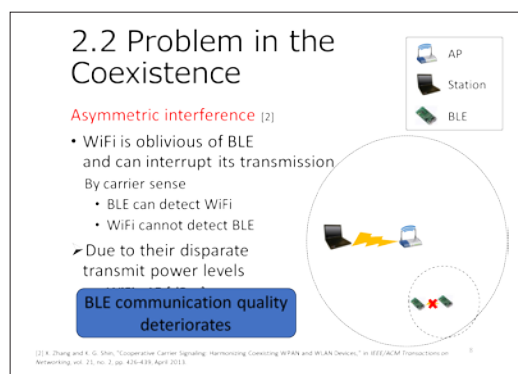 2.2 Problem in the
Coexistence
AP
Station
BLE
Asymmetric interference [2]
• WiFi is oblivious of BLE
and can interrupt its transmission
By carrier sense
• BLE can detect WiFi
• WiFi cannot detect BLE
➤Due to their disparate
transmit power levels
BLE communication quality
deteriorates
[2] X. Zhang and K. G. Shin, "Cooperative Carrier Signaling: Harmonizing Coexisting WPAN and WLAN Devices," in IEEE/ACM Transactions on
Networking, vol. 21, no. 2, pp. 426-439, April 2013.